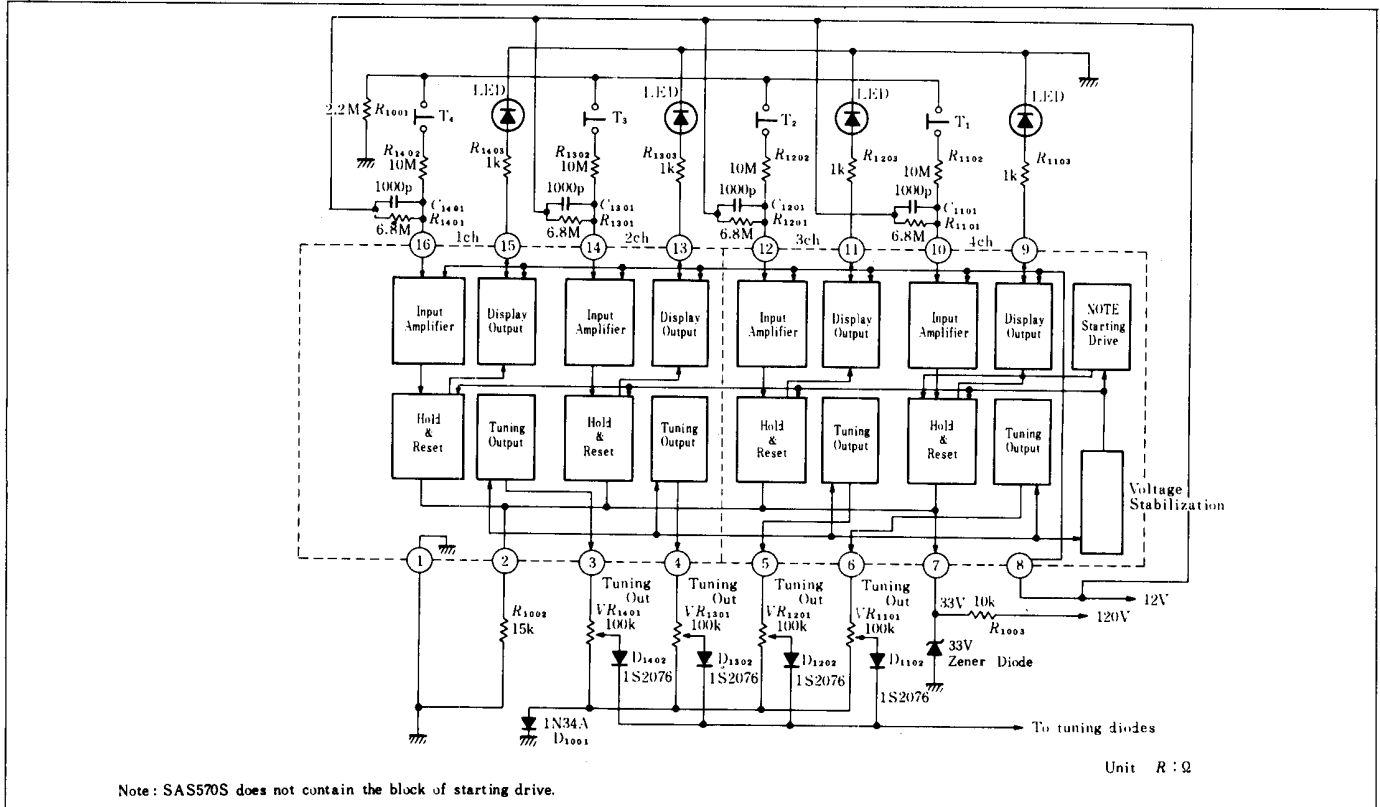 LED
LED
LED
LED
2.2M
R1001
T4
T3
T2
T1
R1402
10M
R1403
1k
R1302
10M
R1303
1k
R1202
10M
R1203
1k
R1102
10M
R1103
1k
1000p
C1401
R1401
6.8M
1000p
C1301
R1301
6.8M
1000p
C1201
R1201
6.8M
1000p
C1101
R1101
6.8M
16 1ch 15 14 2ch 13 12 3ch 11 10 4ch 9
Input Amplifier
Display Output
Input Amplifier
Display Output
Input Amplifier
Display Output
Input Amplifier
Display Output
NOTE Starting Drive
Hold & Reset
Tuning Output
Hold & Reset
Tuning Output
Hold & Reset
Tuning Output
Hold & Reset
Tuning Output
Voltage Stabilization
1 2 3 4 5 6 7 8
Tuning Out
Tuning Out
Tuning Out
Tuning Out
R1002
15k
VR1401
100k
VR1301
100k
VR1201
100k
VR1101
100k
33V
10k
R1003
12V
120V
33V
Zener Diode
D1402
1S2076
D1302
1S2076
D1202
1S2076
D1102
1S2076
1N34A
D1001
To tuning diodes
Unit R : Ω
Note : SAS570S does not contain the block of starting drive.